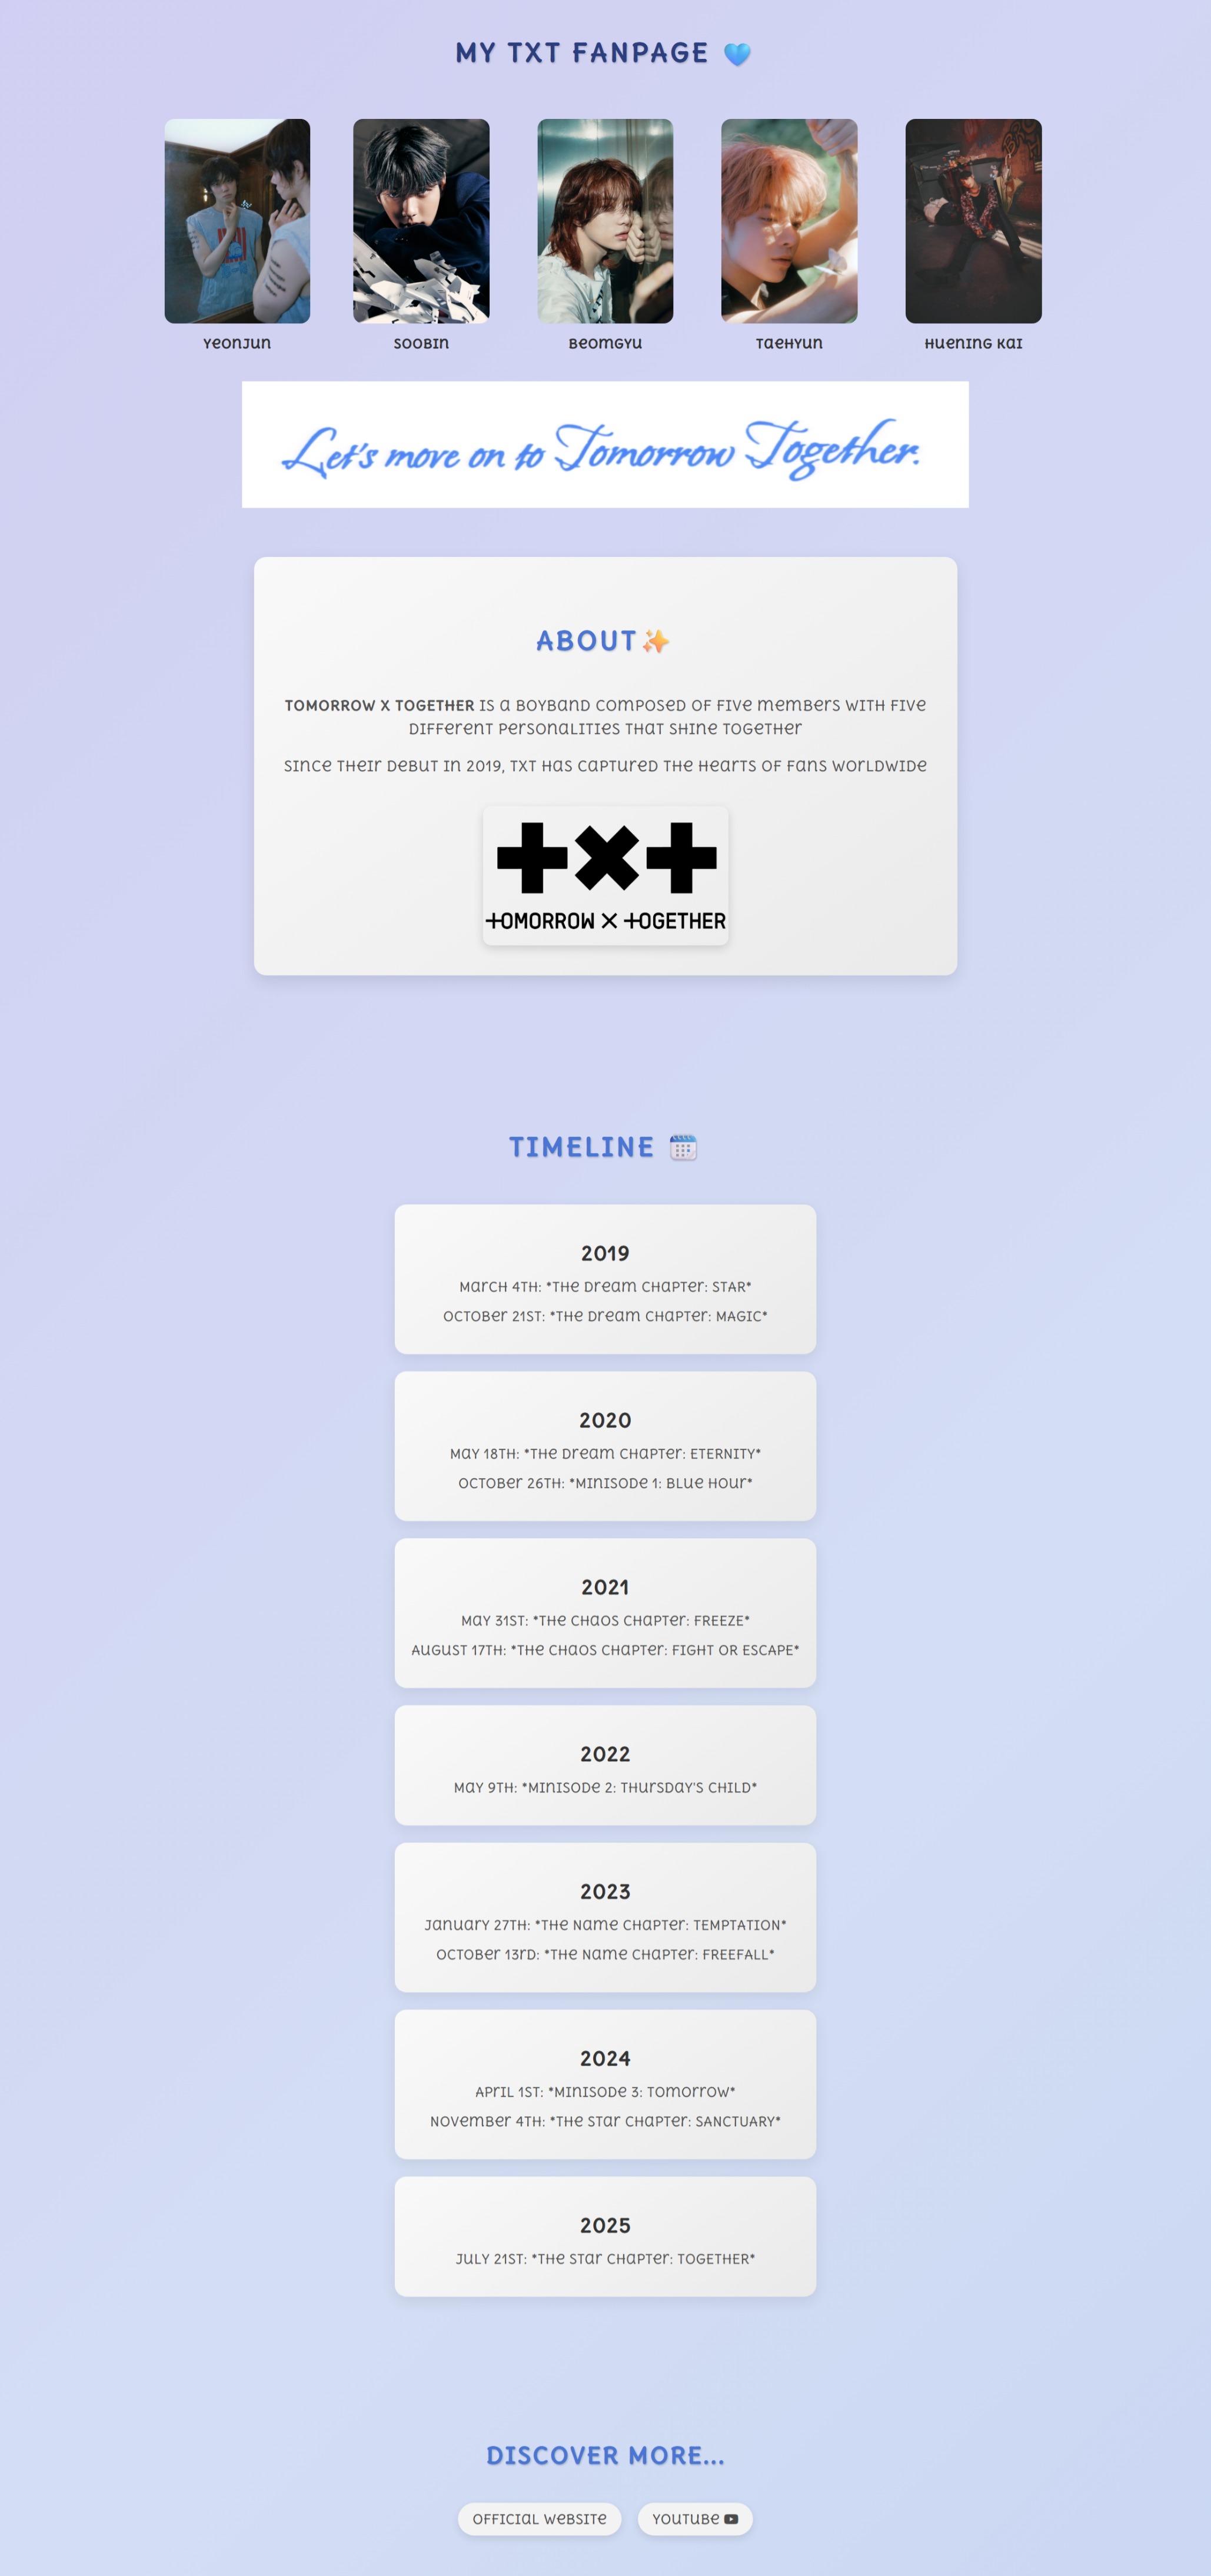 MY TXT FANPAGE 🩵
Yeonjun
Soobin
Beomgyu
Taehyun
Huening Kai
Let's move on to Tomorrow Together.
ABOUT✨
TOMORROW X TOGETHER is a boyband composed of five members with five
different personalities that shine together
Since their debut in 2019, TXT has captured the hearts of fans worldwide
TOMORROW X TOGETHER
TIMELINE 🗓️
2019
March 4th: *The Dream Chapter: STAR*
October 21st: *The Dream Chapter: MAGIC*
2020
May 18th: *The Dream Chapter: ETERNITY*
October 26th: *Minisode 1: Blue Hour*
2021
May 31st: *The Chaos Chapter: FREEZE*
August 17th: *The Chaos Chapter: FIGHT OR ESCAPE*
2022
May 9th: *Minisode 2: Thursday's Child*
2023
January 27th: *The Name Chapter: TEMPTATION*
October 13rd: *The Name Chapter: FREEFALL*
2024
April 1st: *Minisode 3: Tomorrow*
November 4th: *The Star Chapter: SANCTUARY*
2025
July 21st: *The Star Chapter: TOGETHER*
DISCOVER MORE...
Official Website
YouTube